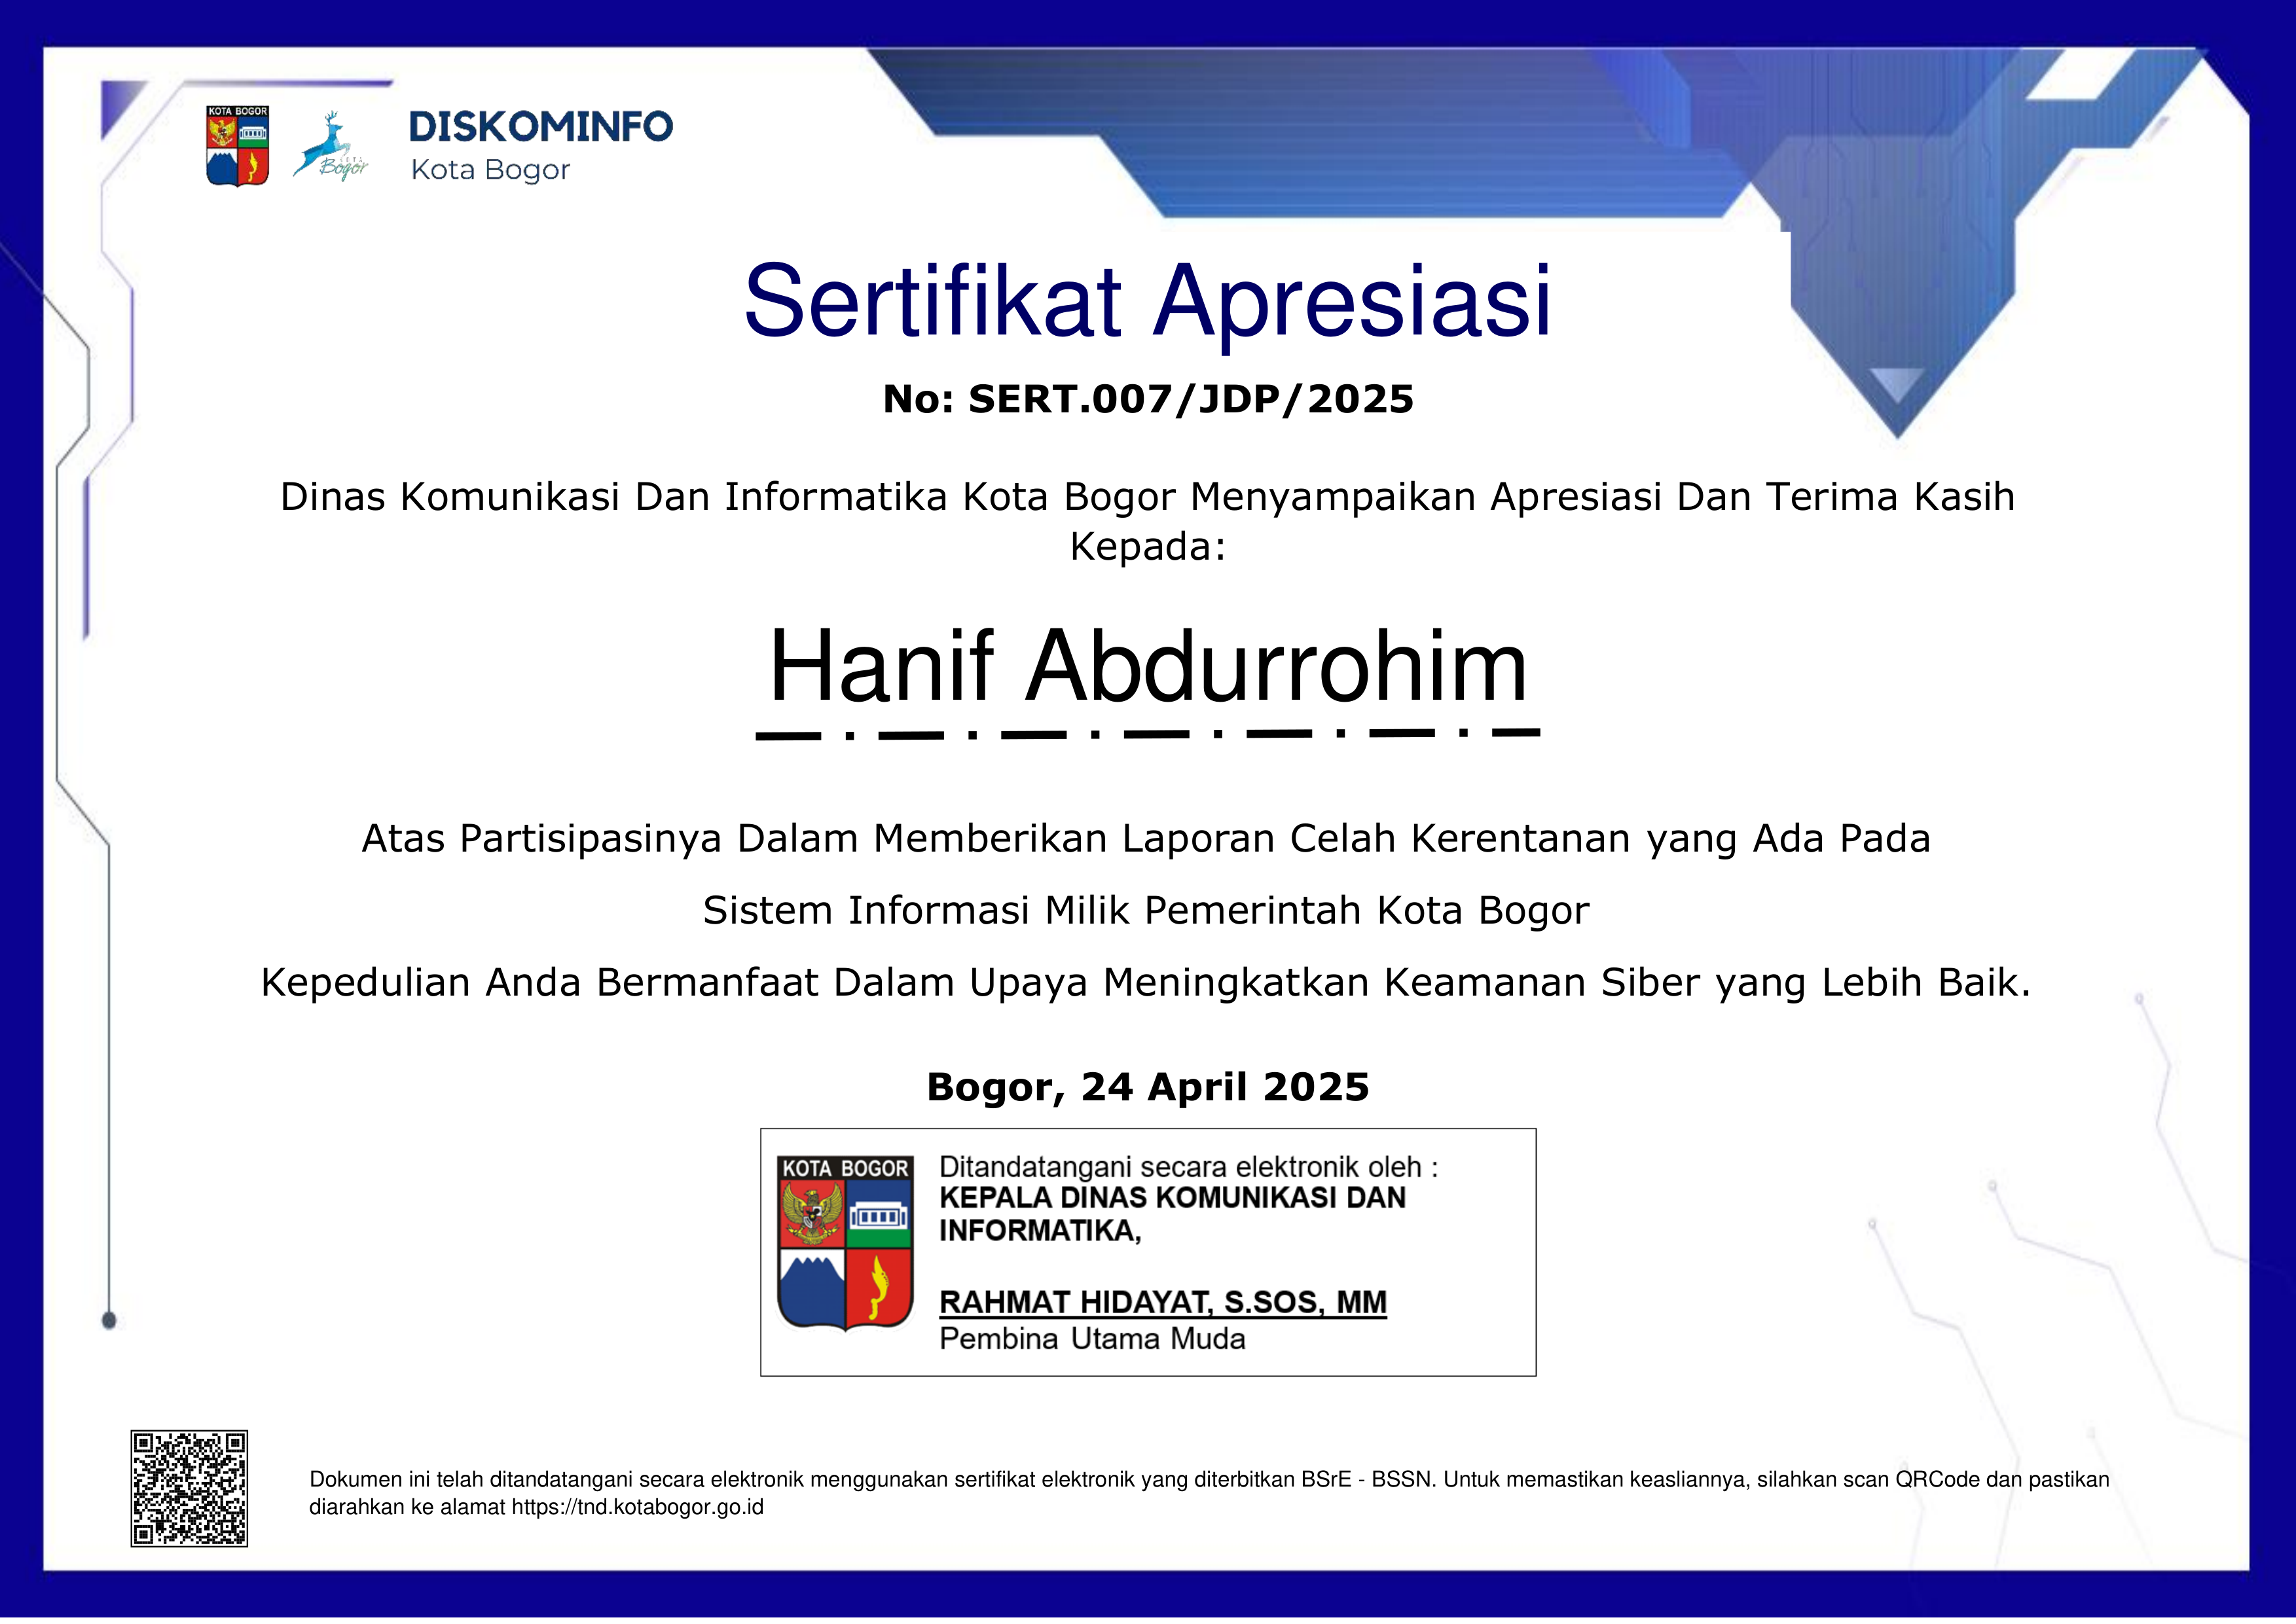 KOTA BOGOR
Bogor
DISKOMINFO
Kota Bogor
Sertifikat Apresiasi
No: SERT.007/JDP/2025
Dinas Komunikasi Dan Informatika Kota Bogor Menyampaikan Apresiasi Dan Terima Kasih
Kepada:
Hanif Abdurrohim
Atas Partisipasinya Dalam Memberikan Laporan Celah Kerentanan yang Ada Pada
Sistem Informasi Milik Pemerintah Kota Bogor
Kepedulian Anda Bermanfaat Dalam Upaya Meningkatkan Keamanan Siber yang Lebih Baik.
Bogor, 24 April 2025
KOTA BOGOR
Ditandatangani secara elektronik oleh :
KEPALA DINAS KOMUNIKASI DAN
INFORMATIKA,
RAHMAT HIDAYAT, S.SOS, MM
Pembina Utama Muda
Dokumen ini telah ditandatangani secara elektronik menggunakan sertifikat elektronik yang diterbitkan BSrE - BSSN. Untuk memastikan keasliannya, silahkan scan QRCode dan pastikan
diarahkan ke alamat https://tnd.kotabogor.go.id